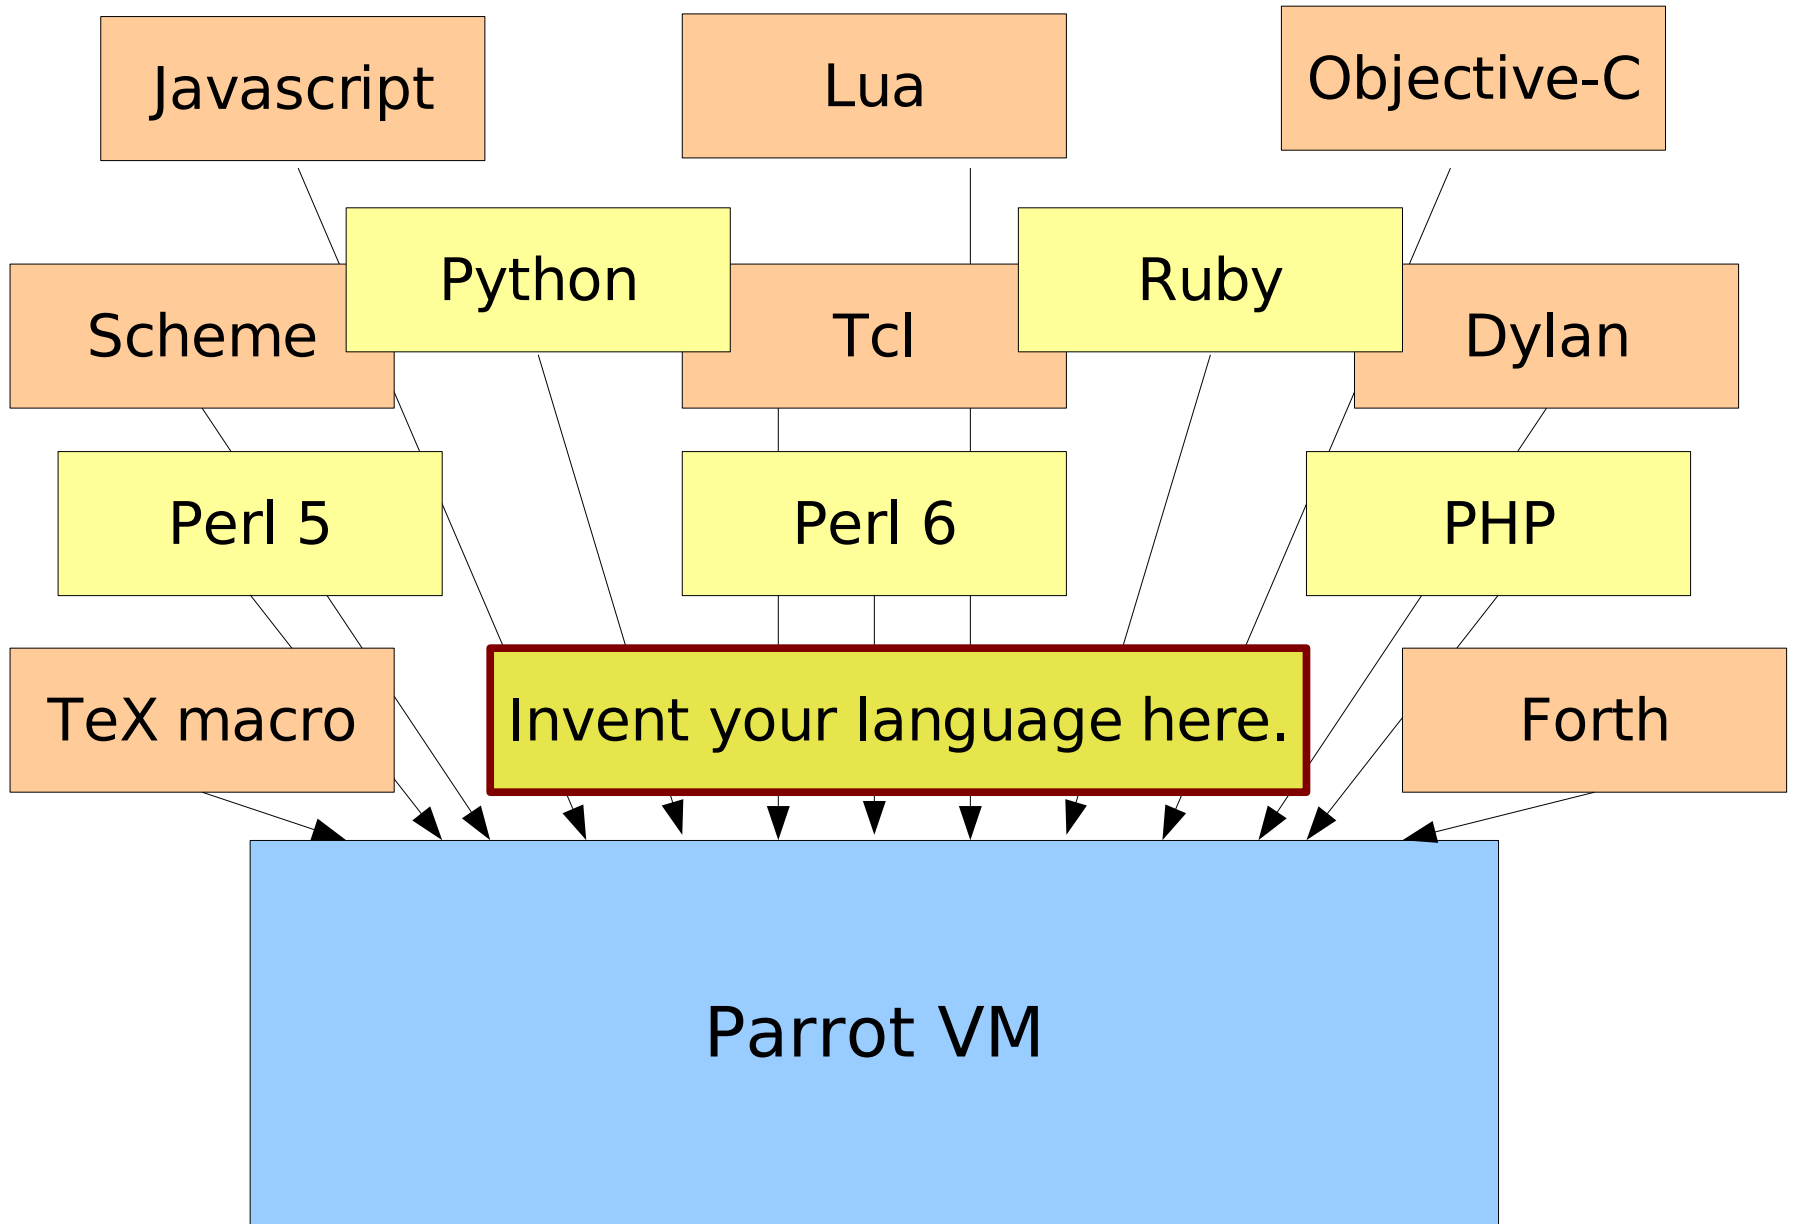 Javascript
Lua
Objective-C
Python
Ruby
Scheme
Tcl
Dylan
Perl 5
Perl 6
PHP
TeX macro
Invent your language here.
Forth
Parrot VM